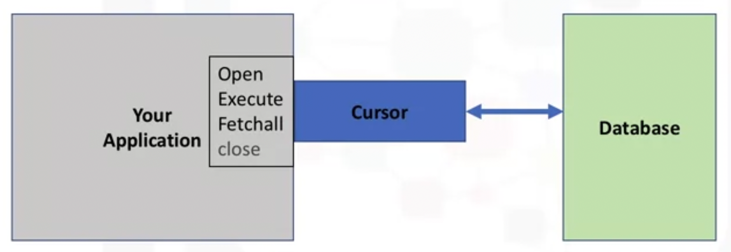 Your
Application
Open
Execute
Fetchall
close
Cursor
Database